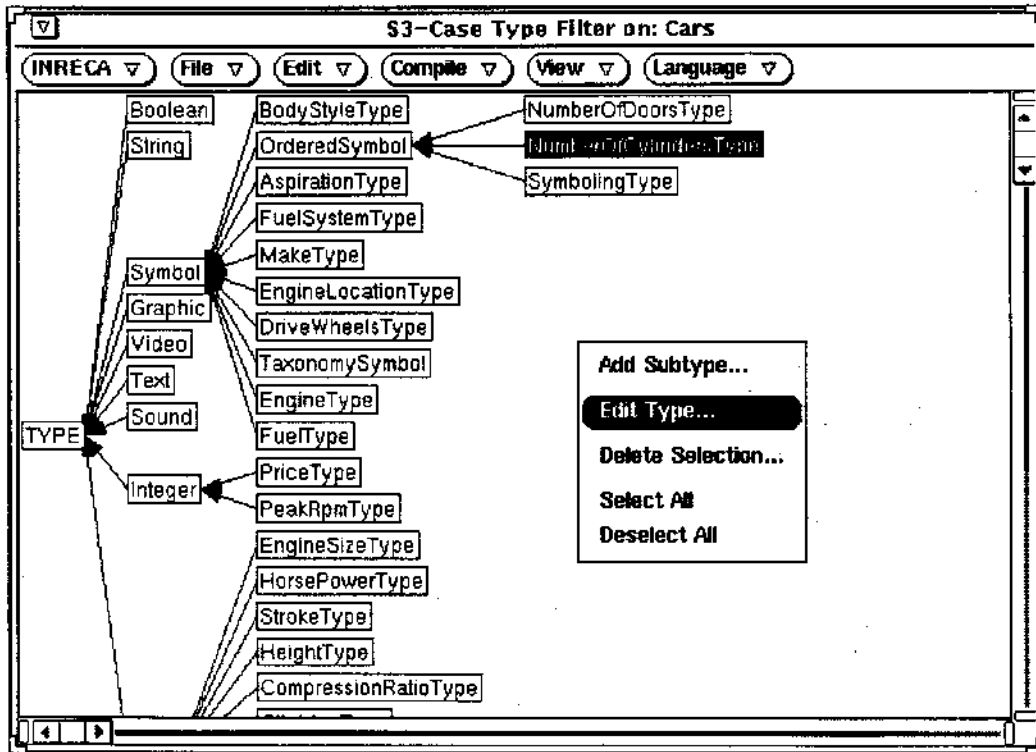 S3-Case Type Filter on: Cars
INRECA File Edit Compile View Language
Boolean BodyStyleType NumberOfDoorsType
String OrderedSymbol NumberOfCylindersType
AspirationType SymbolingType
FuelSystemType
MakeType
Symbol EngineLocationType
Graphic DriveWheelsType
Video TaxonomySymbol
Add Subtype...
Text EngineType
Edit Type...
Sound FuelType
TYPE
Delete Selection...
Integer PriceType
Select All
PeakRpmType
Deselect All
EngineSizeType
HorsePowerType
StrokeType
HeightType
CompressionRatioType